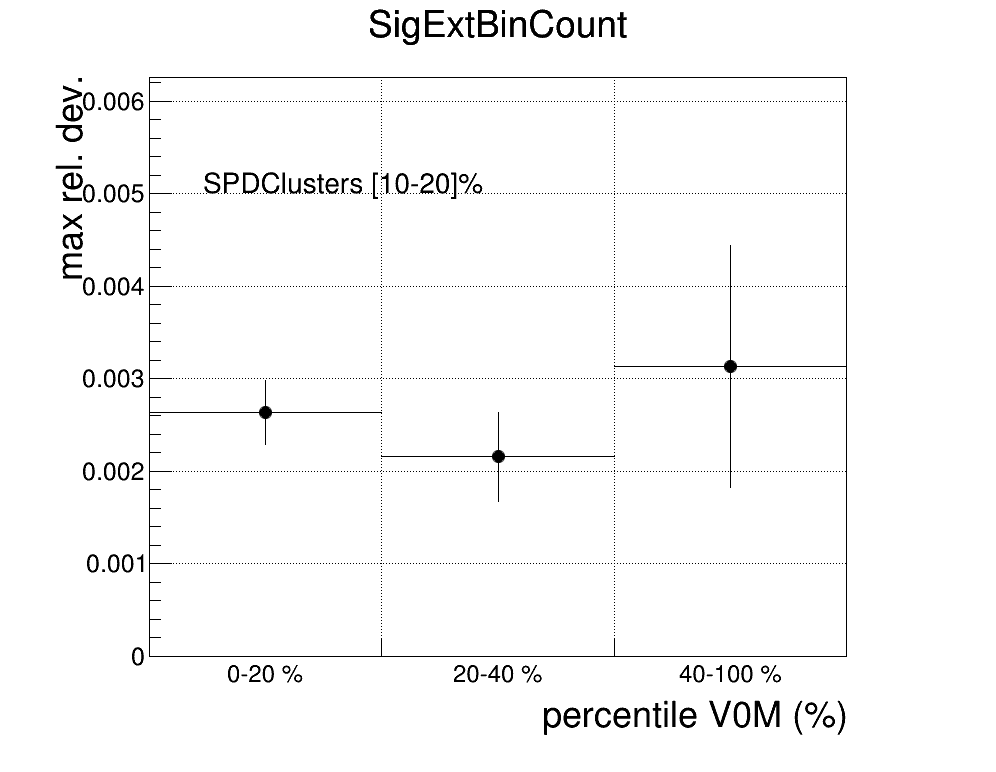 SigExtBinCount
max rel. dev.
0.006
SPDClusters [10-20]%
0.005
0.004
0.003
0.002
0.001
0
0-20 % 20-40 % 40-100 %
percentile V0M (%)